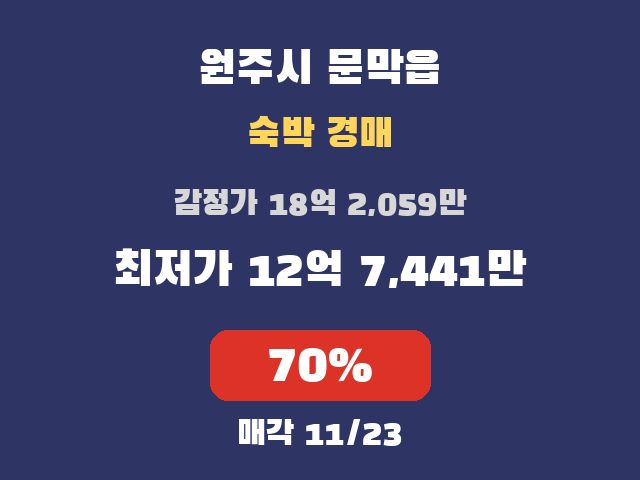 원주시 문막읍
숙박 경매
감정가 18억 2,059만
최저가 12억 7,441만
70%
매각 11/23